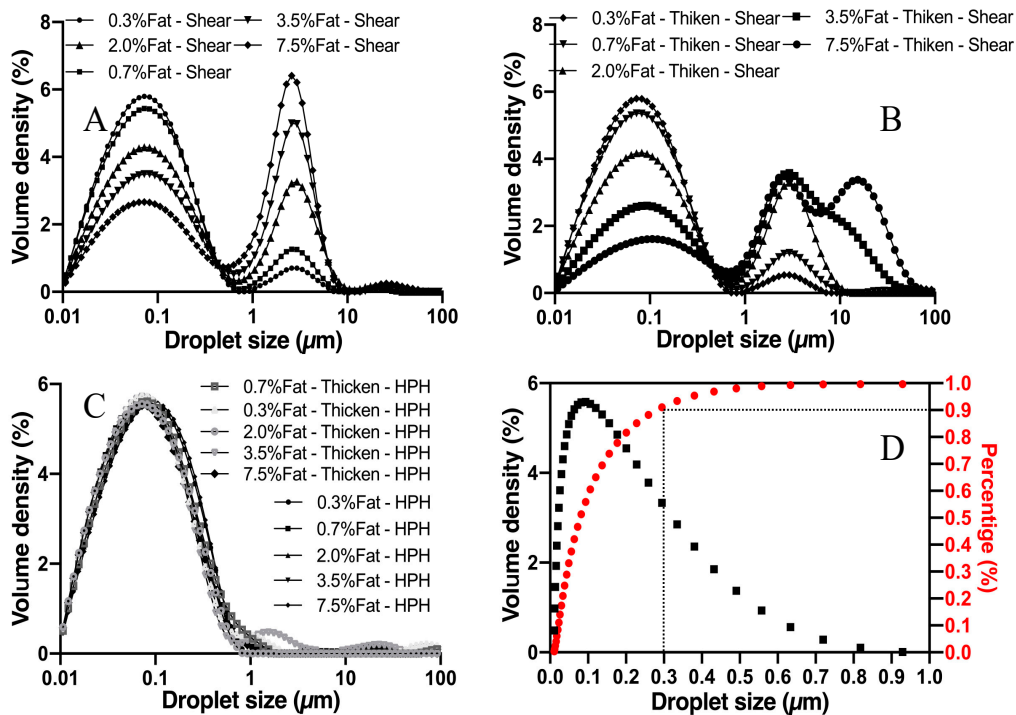 0.3%Fat - Shear
3.5%Fat - Shear
2.0%Fat - Shear
7.5%Fat - Shear
0.7%Fat - Shear
A
Volume density (%)
8
6
4
2
0
0.01
0.1
1
10
100
Droplet size (µm)
0.3%Fat - Thiken - Shear
3.5%Fat - Thiken - Shear
0.7%Fat - Thiken - Shear
7.5%Fat - Thiken - Shear
2.0%Fat - Thiken - Shear
B
Volume density (%)
8
6
4
2
0
0.01
0.1
1
10
100
Droplet size (µm)
C
0.7%Fat - Thicken - HPH
0.3%Fat - Thicken - HPH
2.0%Fat - Thicken - HPH
3.5%Fat - Thicken - HPH
7.5%Fat - Thicken - HPH
0.3%Fat - HPH
0.7%Fat - HPH
2.0%Fat - HPH
3.5%Fat - HPH
7.5%Fat - HPH
Volume density (%)
6
4
2
0
0.01
0.1
1
10
100
Droplet size (µm)
D
Volume density (%)
6
4
2
0
0.0
0.1
0.2
0.3
0.4
0.5
0.6
0.7
0.8
0.9
1.0
Droplet size (µm)
1.0
0.9
0.8
0.7
0.6
0.5
0.4
0.3
0.2
0.1
0.0
Percentige (%)